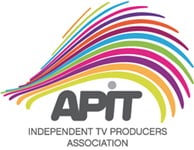 APiT
INDEPENDENT TV PRODUCERS
ASSOCIATION